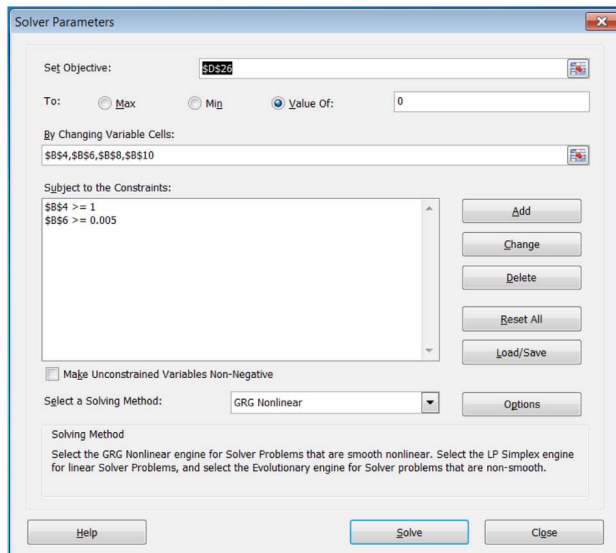 Solver Parameters
Set Objective: $D$26
To: Max Min Value Of: 0
By Changing Variable Cells:
$B$4,$B$6,$B$8,$B$10
Subject to the Constraints:
$B$4 >= 1
$B$6 >= 0.005
Add
Change
Delete
Reset All
Load/Save
Make Unconstrained Variables Non-Negative
Select a Solving Method: GRG Nonlinear Options
Solving Method
Select the GRG Nonlinear engine for Solver Problems that are smooth nonlinear. Select the LP Simplex engine
for linear Solver Problems, and select the Evolutionary engine for Solver problems that are non-smooth.
Help Solve Close